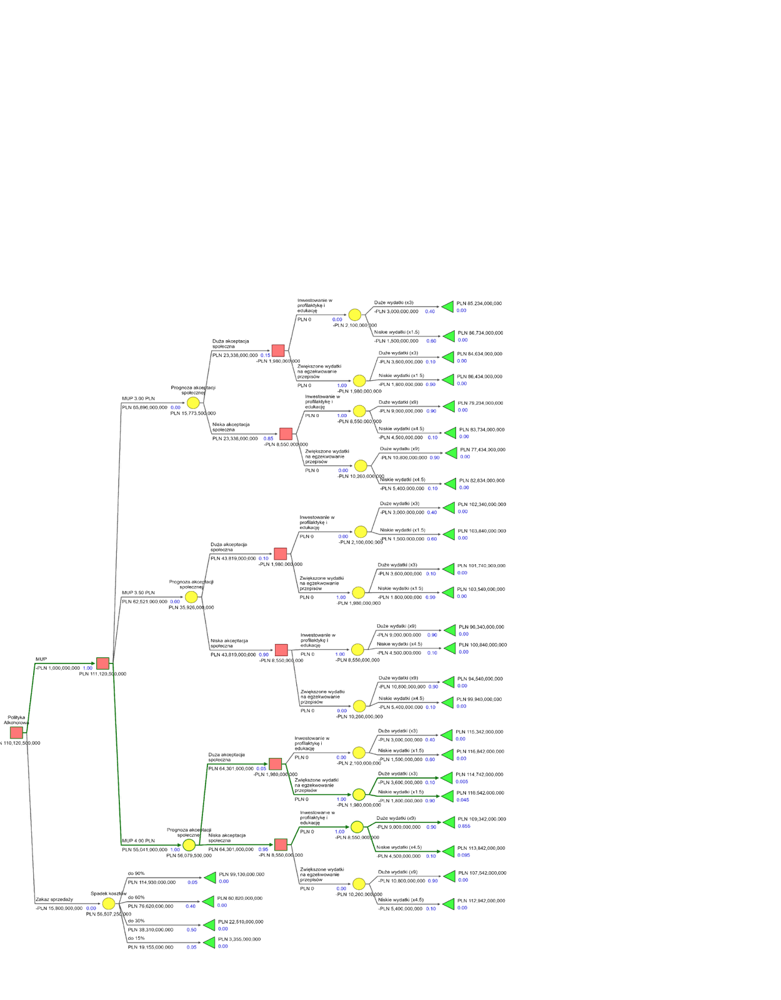 Inwestowanie w
profilaktykę i
edukację
PLN 0 0.00
-PLN 2,100,000,000
Duże wydatki (x3)
-PLN 3,000,000,000 0.40
PLN 85,234,000,000
0.00
Niskie wydatki (x1.5)
-PLN 1,500,000,000 0.60
PLN 86,734,000,000
0.00
Duża akceptacja
społeczna
PLN 23,338,000,000 0.15
-PLN 1,980,000,000
Zwiększone wydatki
na egzekwowanie
przepisów
PLN 0 1.00
-PLN 1,980,000,000
Duże wydatki (x3)
-PLN 3,600,000,000 0.10
PLN 84,634,000,000
0.00
Niskie wydatki (x1.5)
-PLN 1,800,000,000 0.90
PLN 86,434,000,000
0.00
Prognoza akceptacji
społecznej
MUP 3.00 PLN
PLN 65,896,000,000 0.00
PLN 15,773,500,000
Inwestowanie w
profilaktykę i
edukację
PLN 0 1.00
-PLN 8,550,000,000
Duże wydatki (x9)
-PLN 9,000,000,000 0.90
PLN 79,234,000,000
0.00
Niskie wydatki (x4.5)
-PLN 4,500,000,000 0.10
PLN 83,734,000,000
0.00
Niska akceptacja
społeczna
PLN 23,338,000,000 0.85
-PLN 8,550,000,000
Zwiększone wydatki
na egzekwowanie
przepisów
PLN 0 0.00
-PLN 10,260,000,000
Duże wydatki (x9)
-PLN 10,800,000,000 0.90
PLN 77,434,000,000
0.00
Niskie wydatki (x4.5)
-PLN 5,400,000,000 0.10
PLN 82,834,000,000
0.00
Inwestowanie w
profilaktykę i
edukację
PLN 0 0.00
-PLN 2,100,000,000
Duże wydatki (x3)
-PLN 3,000,000,000 0.40
PLN 102,340,000,000
0.00
Niskie wydatki (x1.5)
-PLN 1,500,000,000 0.60
PLN 103,840,000,000
0.00
Duża akceptacja
społeczna
PLN 43,819,000,000 0.10
-PLN 1,980,000,000
Zwiększone wydatki
na egzekwowanie
przepisów
PLN 0 1.00
-PLN 1,980,000,000
Duże wydatki (x3)
-PLN 3,600,000,000 0.10
PLN 101,740,000,000
0.00
Niskie wydatki (x1.5)
-PLN 1,800,000,000 0.90
PLN 103,540,000,000
0.00
Prognoza akceptacji
społecznej
MUP 3.50 PLN
PLN 62,521,000,000 0.00
PLN 35,926,000,000
Niska akceptacja
społeczna
PLN 43,819,000,000 0.90
-PLN 8,550,000,000
Inwestowanie w
profilaktykę i
edukację
PLN 0 1.00
-PLN 8,550,000,000
Duże wydatki (x9)
-PLN 9,000,000,000 0.90
PLN 96,340,000,000
0.00
Niskie wydatki (x4.5)
-PLN 4,500,000,000 0.10
PLN 100,840,000,000
0.00
MUP
-PLN 1,000,000,000 1.00
PLN 111,120,500,000
Zwiększone wydatki
na egzekwowanie
przepisów
PLN 0 0.00
-PLN 10,260,000,000
Duże wydatki (x9)
-PLN 10,800,000,000 0.90
PLN 94,540,000,000
0.00
Niskie wydatki (x4.5)
-PLN 5,400,000,000 0.10
PLN 99,940,000,000
0.00
Polityka
Alkoholowa
N 110,120,500,000
Duża akceptacja
społeczna
PLN 64,301,000,000 0.05
-PLN 1,980,000,000
Inwestowanie w
profilaktykę i
edukację
PLN 0 0.00
-PLN 2,100,000,000
Duże wydatki (x3)
-PLN 3,000,000,000 0.40
PLN 115,342,000,000
0.00
Niskie wydatki (x1.5)
-PLN 1,500,000,000 0.60
PLN 116,842,000,000
0.00
Zwiększone wydatki
na egzekwowanie
przepisów
PLN 0 1.00
-PLN 1,980,000,000
Duże wydatki (x3)
-PLN 3,600,000,000 0.10
PLN 114,742,000,000
0.005
Niskie wydatki (x1.5)
-PLN 1,800,000,000 0.90
PLN 116,542,000,000
0.045
Prognoza akceptacji
społecznej
MUP 4.00 PLN
PLN 55,041,000,000 1.00
PLN 56,079,500,000
Niska akceptacja
społeczna
PLN 64,301,000,000 0.95
-PLN 8,550,000,000
Inwestowanie w
profilaktykę i
edukację
PLN 0 1.00
-PLN 8,550,000,000
Duże wydatki (x9)
-PLN 9,000,000,000 0.90
PLN 109,342,000,000
0.855
Niskie wydatki (x4.5)
-PLN 4,500,000,000 0.10
PLN 113,842,000,000
0.095
Zwiększone wydatki
na egzekwowanie
przepisów
PLN 0 0.00
-PLN 10,260,000,000
Duże wydatki (x9)
-PLN 10,800,000,000 0.90
PLN 107,542,000,000
0.00
Niskie wydatki (x4.5)
-PLN 5,400,000,000 0.10
PLN 112,942,000,000
0.00
Spadek kosztów
Zakaz sprzedaży
-PLN 15,800,000,000 0.00
PLN 56,507,250,000
do 90%
PLN 114,930,000,000 0.05
PLN 99,130,000,000
0.00
do 60%
PLN 76,620,000,000 0.40
PLN 60,820,000,000
0.00
do 30%
PLN 38,310,000,000 0.50
PLN 22,510,000,000
0.00
do 15%
PLN 19,155,000,000 0.05
PLN 3,355,000,000
0.00